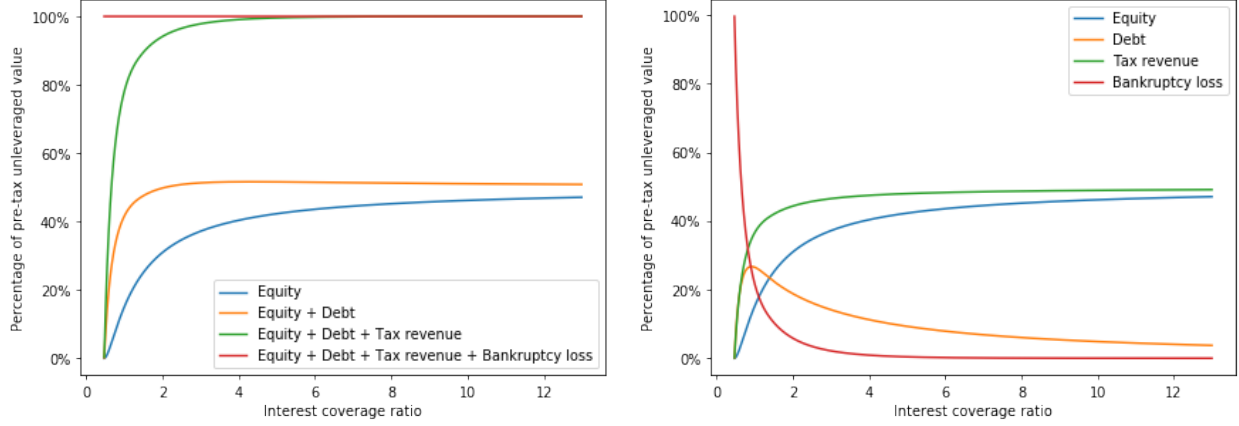 100%
80%
60%
40%
20%
0%
Percentage of pre-tax unleveraged value
Equity
Equity + Debt
Equity + Debt + Tax revenue
Equity + Debt + Tax revenue + Bankruptcy loss
0 2 4 6 8 10 12
Interest coverage ratio
100%
80%
60%
40%
20%
0%
Percentage of pre-tax unleveraged value
Equity
Debt
Tax revenue
Bankruptcy loss
0 2 4 6 8 10 12
Interest coverage ratio